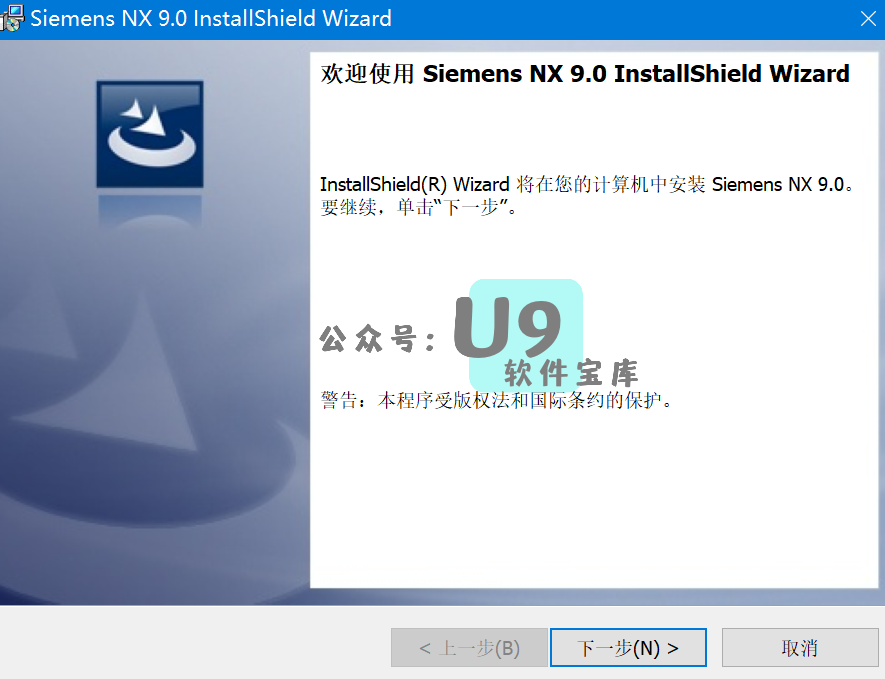 Siemens NX 9.0 InstallShield Wizard
欢迎使用 Siemens NX 9.0 InstallShield Wizard
InstallShield(R) Wizard 将在您的计算机中安装 Siemens NX 9.0。
要继续，单击“下一步”。
公众号：U9
软件宝库
警告：本程序受版权法和国际条约的保护。
< 上一步(B)
下一步(N) >
取消